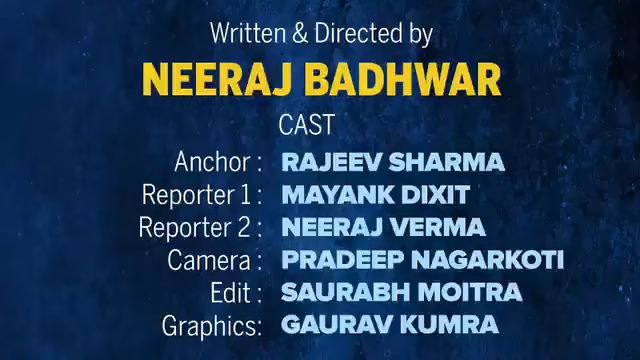 Written & Directed by
NEERAJ BADHWAR
CAST
Anchor : RAJEEV SHARMA
Reporter 1 : MAYANK DIXIT
Reporter 2 : NEERAJ VERMA
Camera : PRADEEP NAGARKOTI
Edit : SAURABH MOITRA
Graphics: GAURAV KUMRA